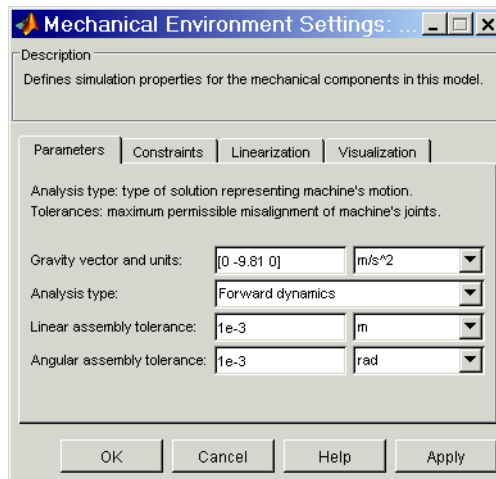 Mechanical Environment Settings: ...
Description
Defines simulation properties for the mechanical components in this model.
Parameters Constraints Linearization Visualization
Analysis type: type of solution representing machine's motion.
Tolerances: maximum permissible misalignment of machine's joints.
Gravity vector and units: [0 -9.81 0] m/s^2
Analysis type: Forward dynamics
Linear assembly tolerance: 1e-3 m
Angular assembly tolerance: 1e-3 rad
OK Cancel Help Apply